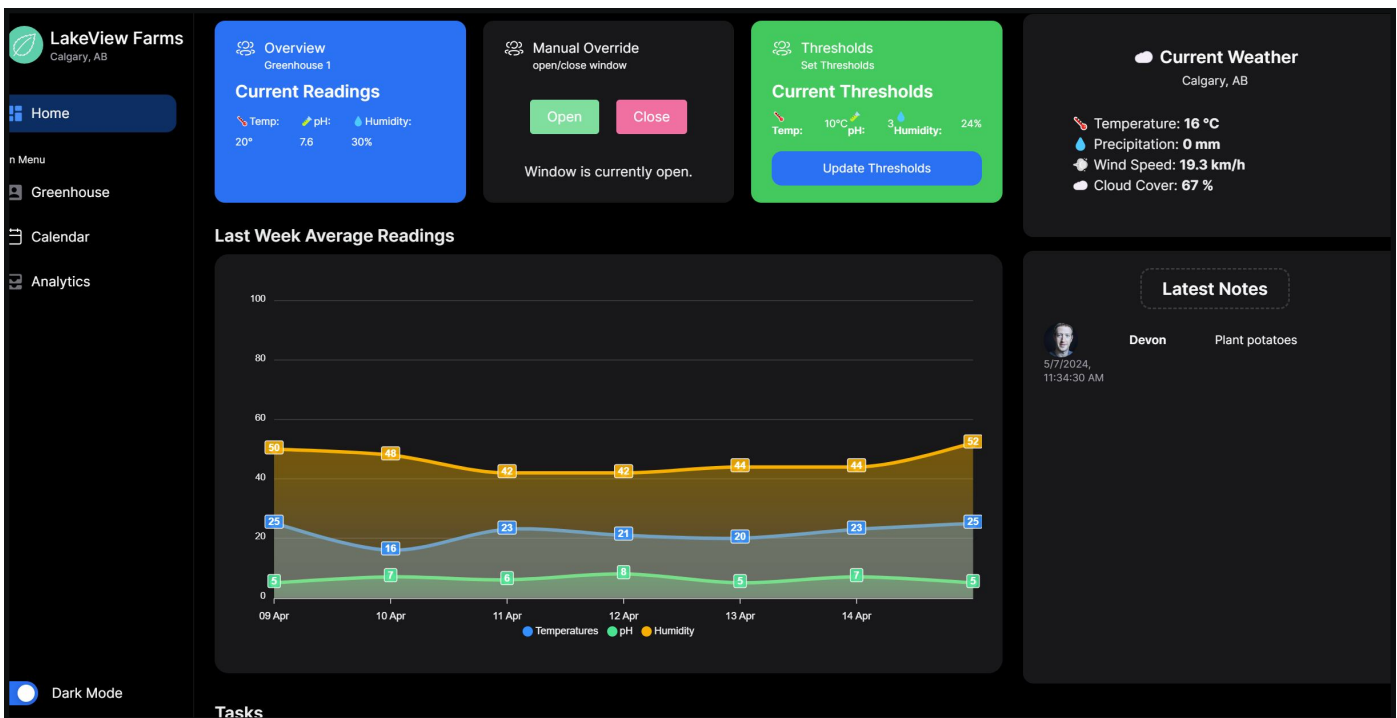 LakeView Farms
Calgary, AB
Home
n Menu
Greenhouse
Calendar
Analytics
Dark Mode
Overview
Greenhouse 1
Current Readings
Temp: pH: Humidity:
20° 7.6 30%
Manual Override
open/close window
Open Close
Window is currently open.
Thresholds
Set Thresholds
Current Thresholds
Temp: 10°C pH: 3 Humidity: 24%
Update Thresholds
Last Week Average Readings
100
80
60
40
20
0
50 48 42 42 44 44 52
25 16 23 21 20 23 25
5 7 6 8 5 7 5
09 Apr 10 Apr 11 Apr 12 Apr 13 Apr 14 Apr
Temperatures pH Humidity
Tasks
Current Weather
Calgary, AB
Temperature: 16 °C
Precipitation: 0 mm
Wind Speed: 19.3 km/h
Cloud Cover: 67 %
Latest Notes
Devon Plant potatoes
5/7/2024,
11:34:30 AM